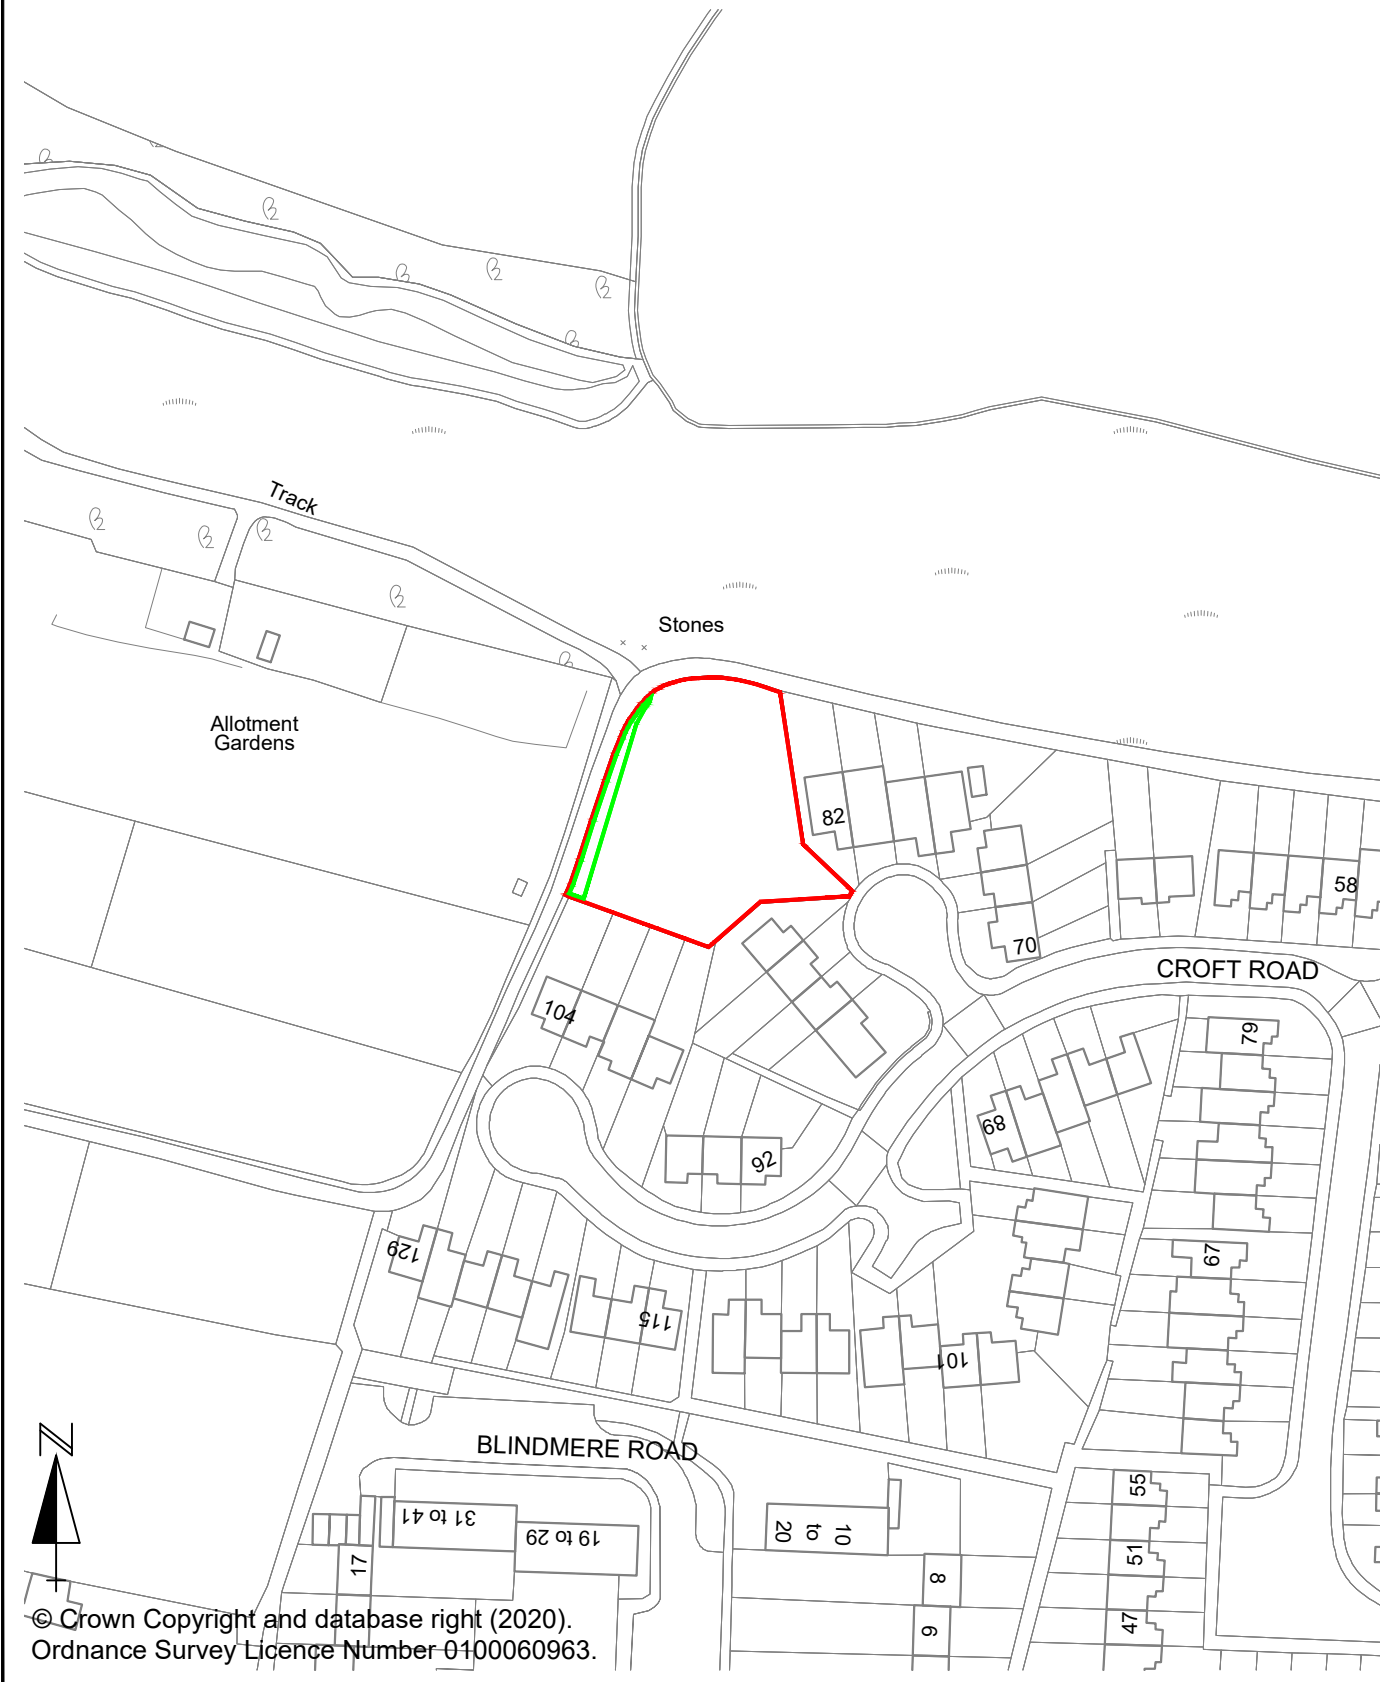 Track
Stones
Allotment
Gardens
82
58
70
CROFT ROAD
104
79
68
92
67
129
115
101
BLINDMERE ROAD
55
31 to 41
19 to 29
10
to
20
51
17
8
47
6
N
© Crown Copyright and database right (2020).
Ordnance Survey Licence Number 0100060963.